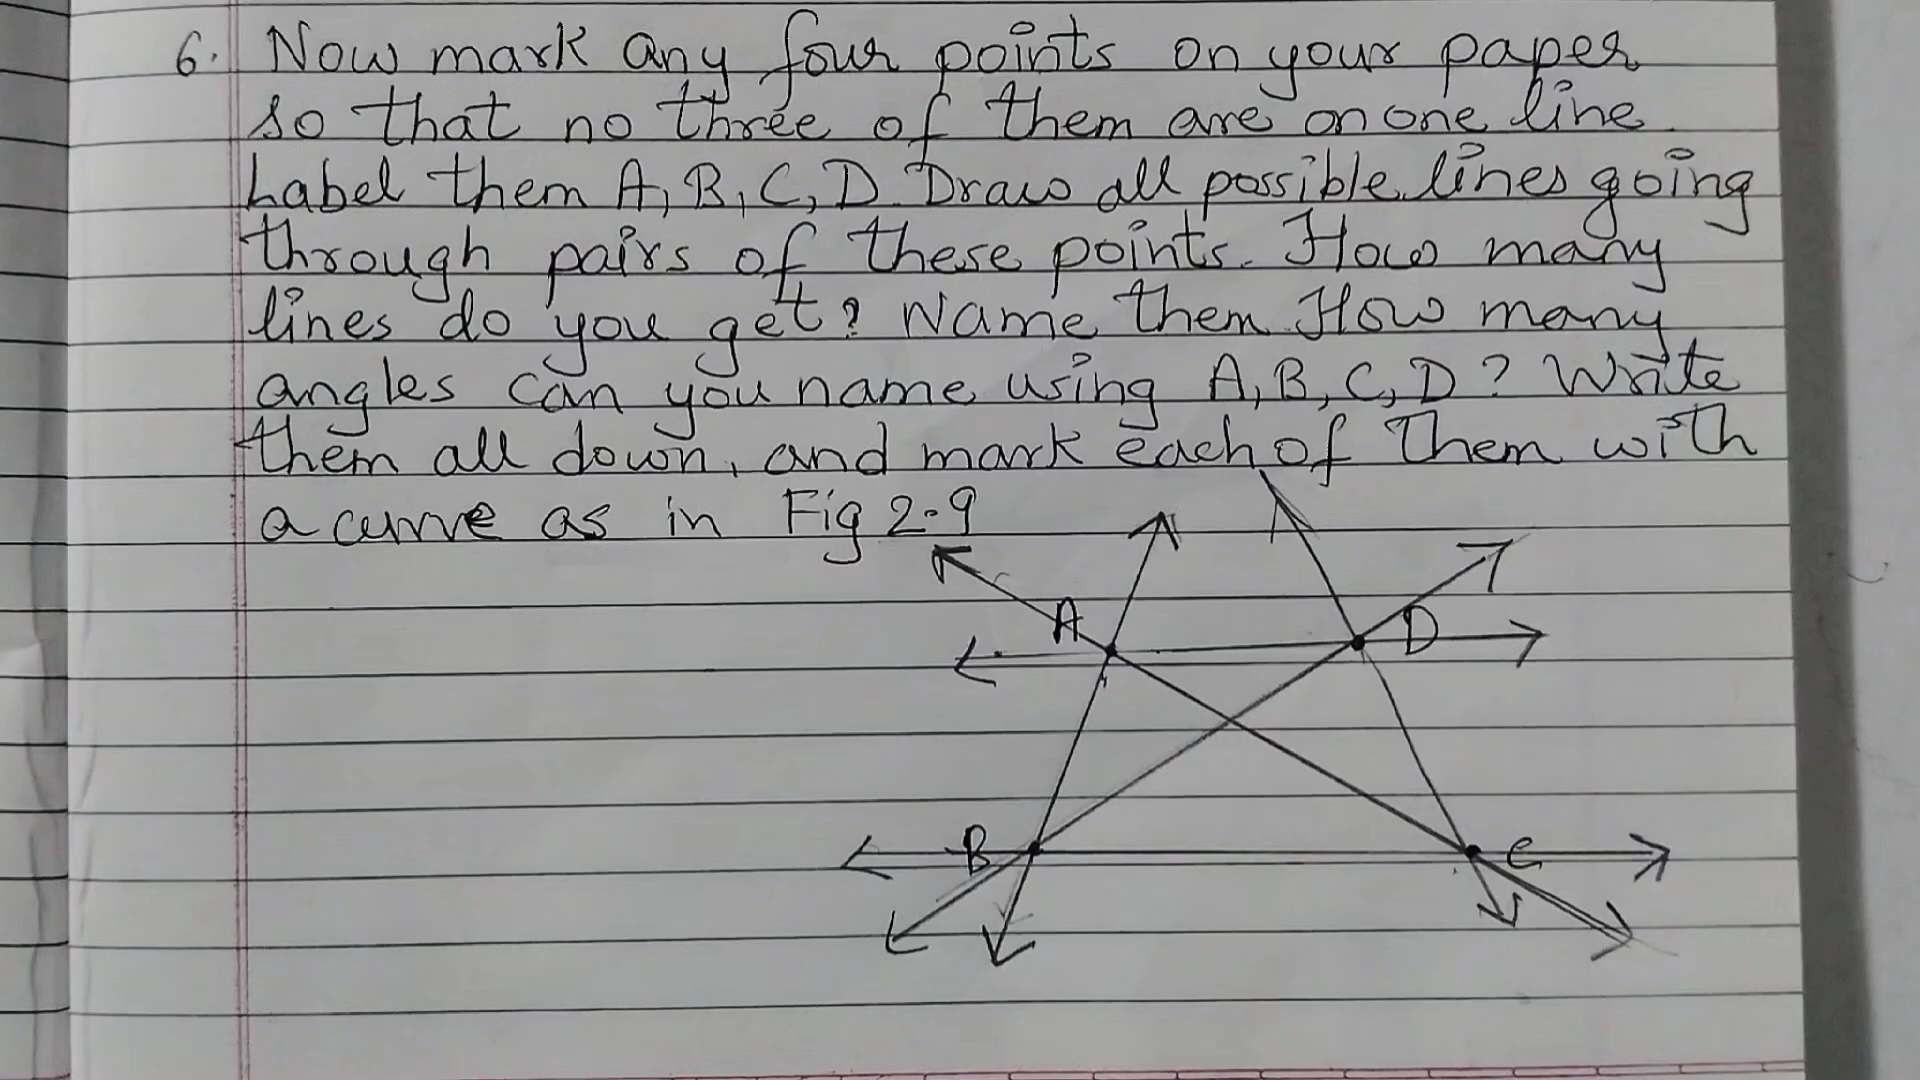 6. Now mark any four points on your paper
so that no three of them are on one line.
Label them A, B, C, D. Draw all possible lines going
through pairs of these points. How many
lines do you get? Name them. How many
angles can you name using A, B, C, D? Write
them all down, and mark each of them with
a curve as in Fig 2.9
A
D
B
C